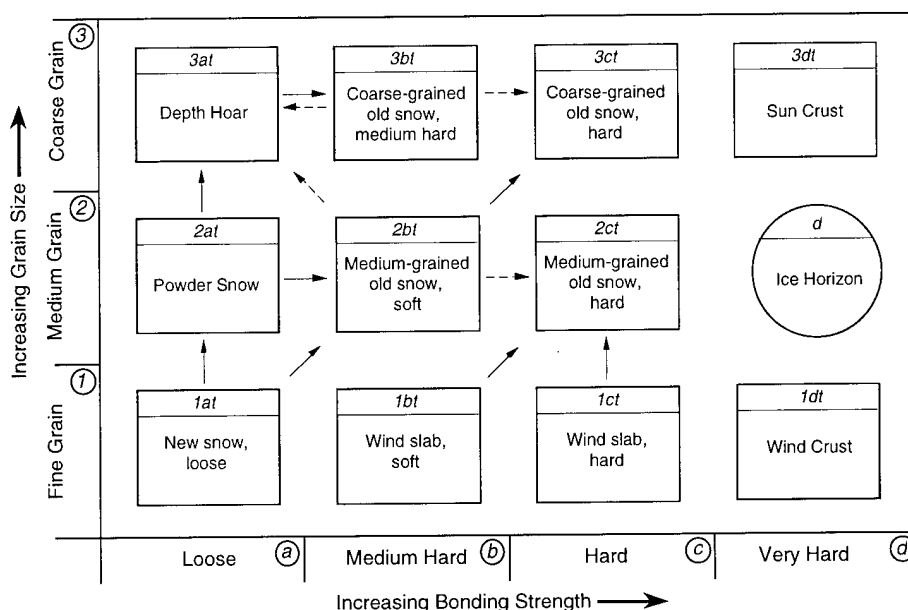 Increasing Grain Size
Coarse Grain
3
3at
Depth Hoar
3bt
Coarse-grained
old snow,
medium hard
3ct
Coarse-grained
old snow,
hard
3dt
Sun Crust
Medium Grain
2
2at
Powder Snow
2bt
Medium-grained
old snow,
soft
2ct
Medium-grained
old snow,
hard
d
Ice Horizon
Fine Grain
1
1at
New snow,
loose
1bt
Wind slab,
soft
1ct
Wind slab,
hard
1dt
Wind Crust
Loose
a
Medium Hard
b
Hard
c
Very Hard
d
Increasing Bonding Strength